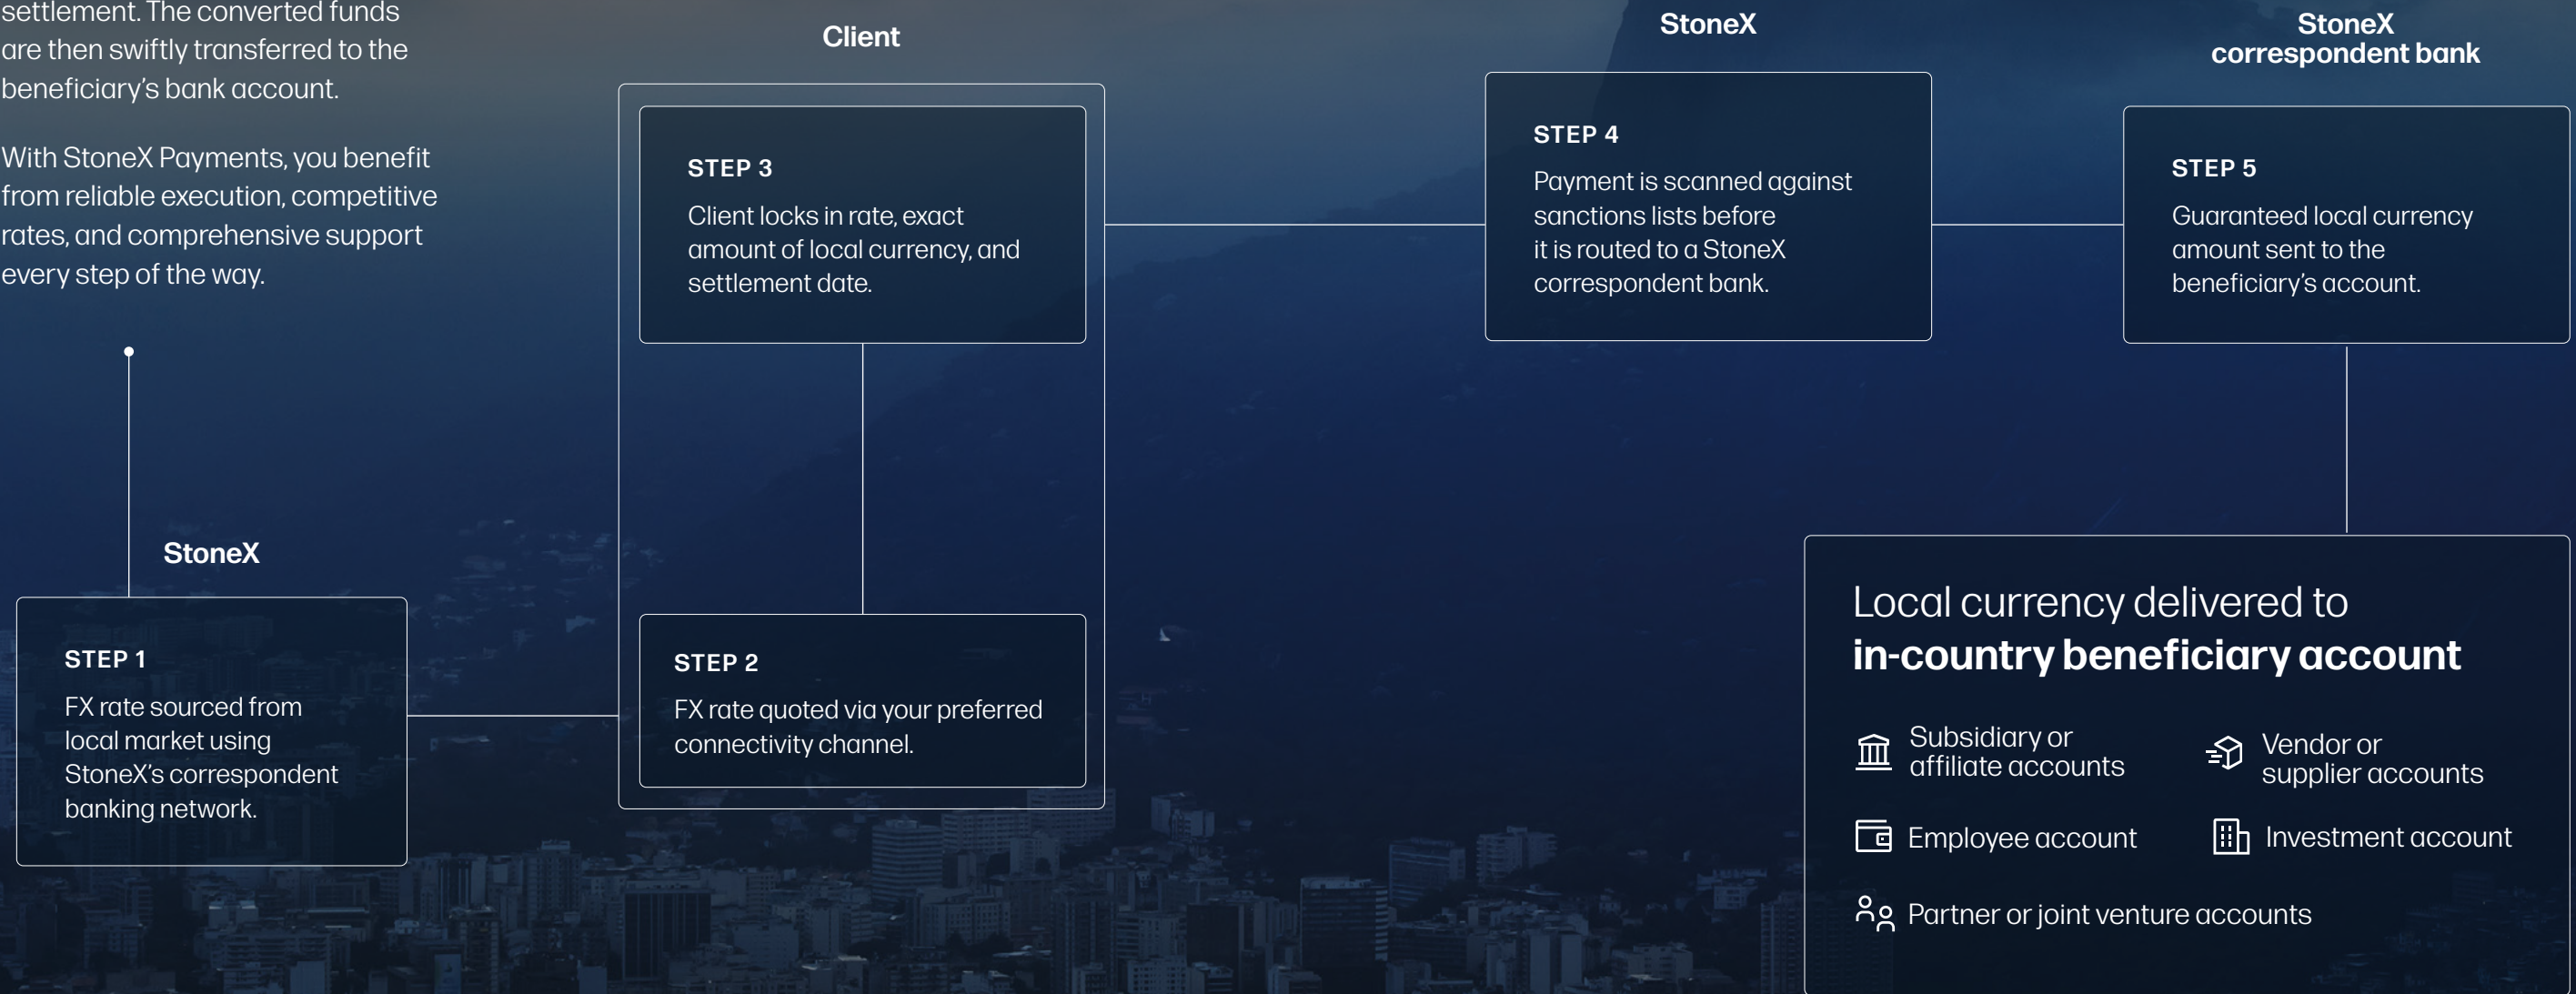 settlement. The converted funds
are then swiftly transferred to the
beneficiary’s bank account.
With StoneX Payments, you benefit
from reliable execution, competitive
rates, and comprehensive support
every step of the way.
StoneX
STEP 1
FX rate sourced from
local market using
StoneX’s correspondent
banking network.
Client
STEP 3
Client locks in rate, exact
amount of local currency, and
settlement date.
STEP 2
FX rate quoted via your preferred
connectivity channel.
StoneX
STEP 4
Payment is scanned against
sanctions lists before
it is routed to a StoneX
correspondent bank.
StoneX
correspondent bank
STEP 5
Guaranteed local currency
amount sent to the
beneficiary’s account.
Local currency delivered to
in-country beneficiary account
Subsidiary or
affiliate accounts
Vendor or
supplier accounts
Employee account
Investment account
Partner or joint venture accounts